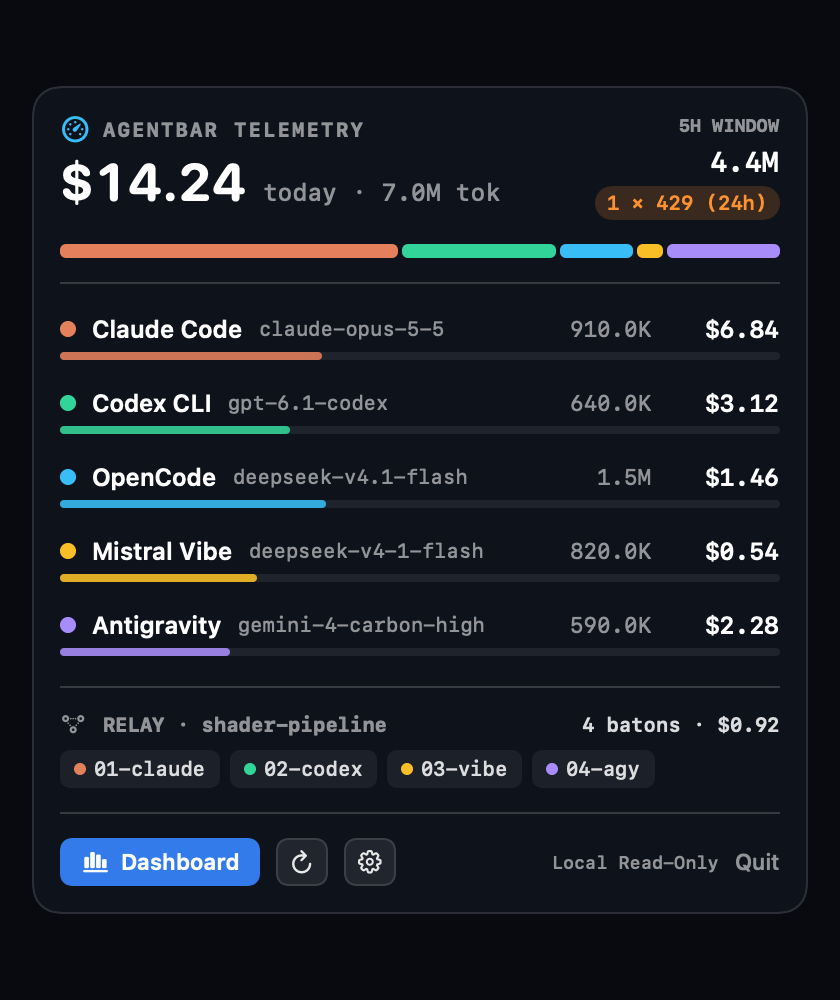 AGENTBAR TELEMETRY
5H WINDOW
$14.24 today · 7.0M tok
4.4M
1 × 429 (24h)
Claude Code claude-opus-5-5 910.0K $6.84
Codex CLI gpt-6.1-codex 640.0K $3.12
OpenCode deepseek-v4.1-flash 1.5M $1.46
Mistral Vibe deepseek-v4-1-flash 820.0K $0.54
Antigravity gemini-4-carbon-high 590.0K $2.28
RELAY · shader-pipeline 4 batons · $0.92
01-claude 02-codex 03-vibe 04-agy
Dashboard Local Read-Only Quit